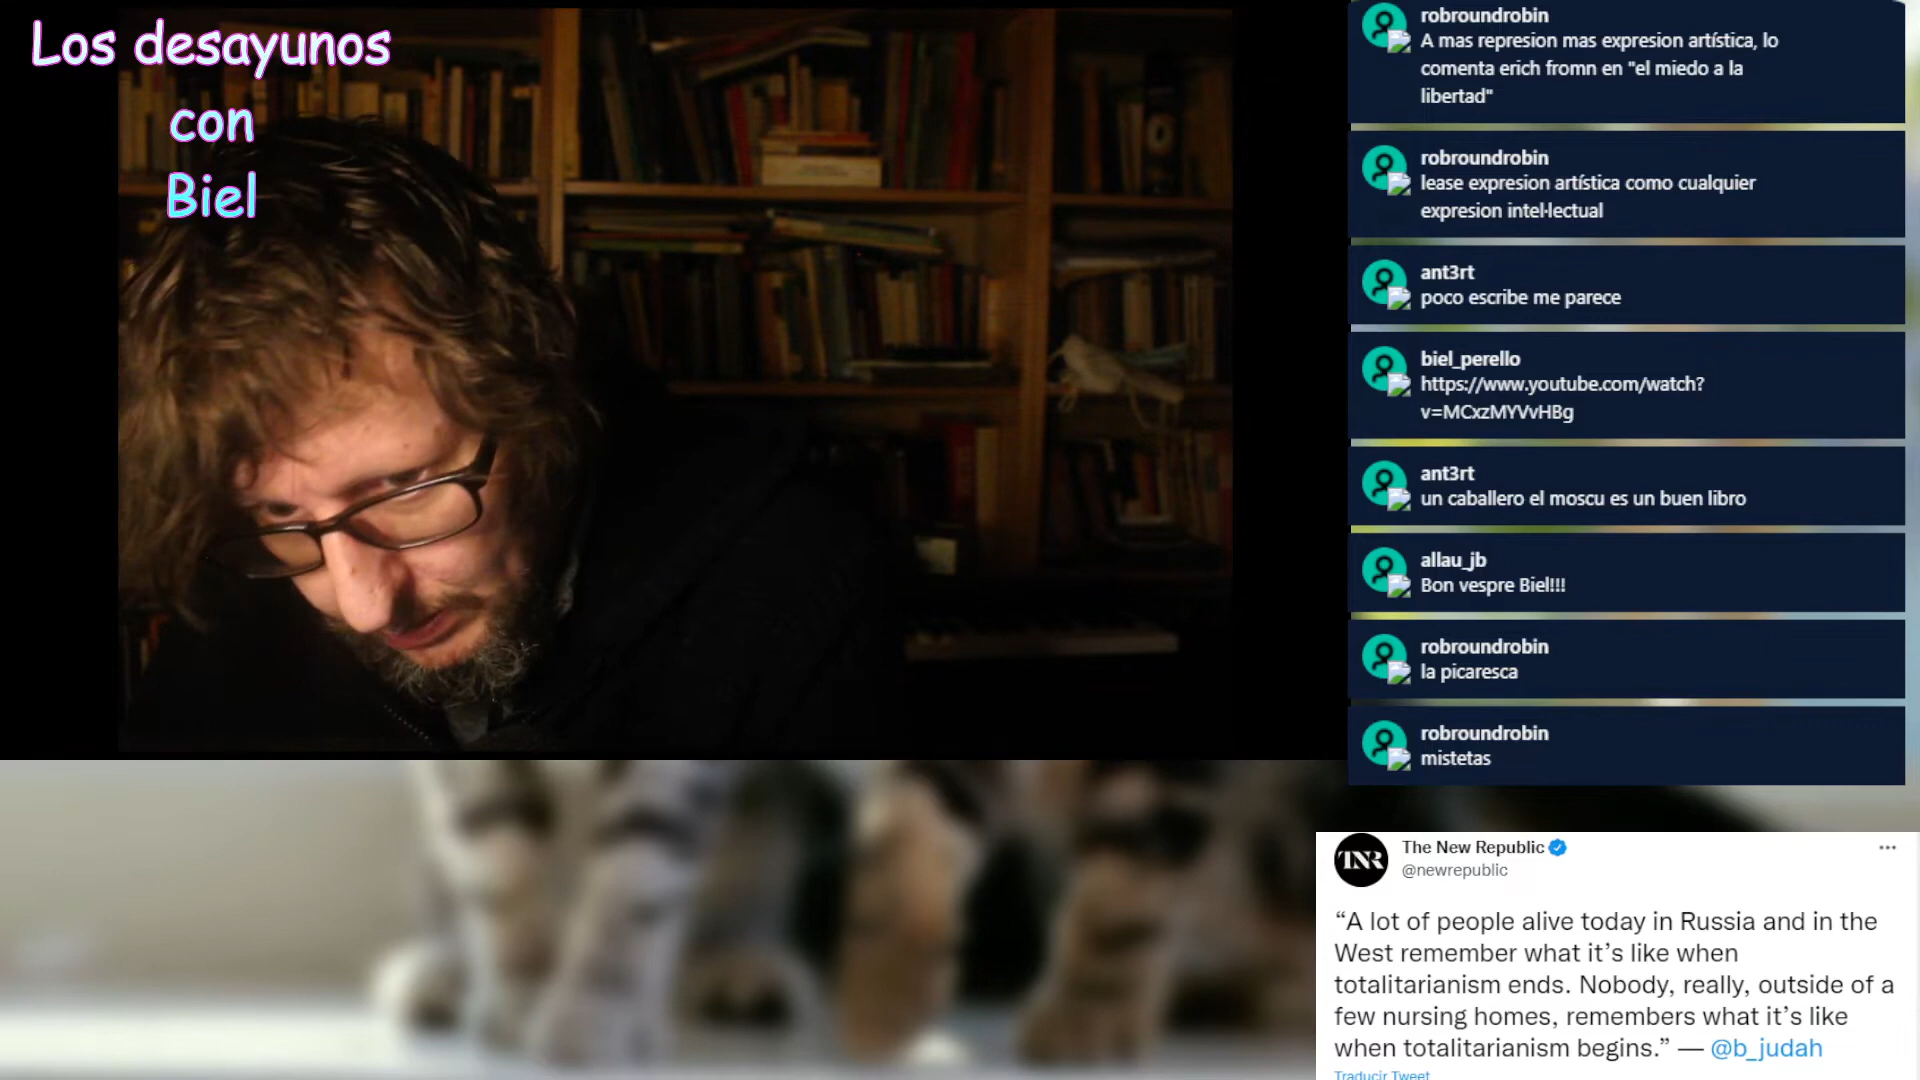 Los desayunos
con
Biel
robroundrobin
A mas represion mas expresion artística, lo
comenta erich fromn en "el miedo a la
libertad"
robroundrobin
lease expresion artística como cualquier
expresion intel·lectual
ant3rt
poco escribe me parece
biel_perello
https://www.youtube.com/watch?
v=MCxzMYVvHBg
ant3rt
un caballero el moscu es un buen libro
allau_jb
Bon vespre Biel!!!
robroundrobin
la picaresca
robroundrobin
mistetas
TNR
The New Republic
@newrepublic
“A lot of people alive today in Russia and in the
West remember what it’s like when
totalitarianism ends. Nobody, really, outside of a
few nursing homes, remembers what it’s like
when totalitarianism begins.” — @b_judah
Traducir Tweet